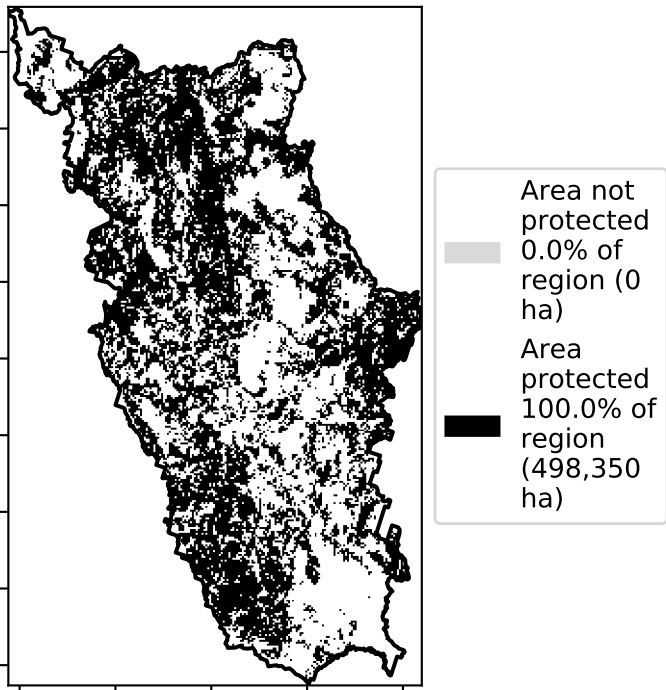 Area not
protected
0.0% of
region (0
ha)
Area
protected
100.0% of
region
(498,350
ha)